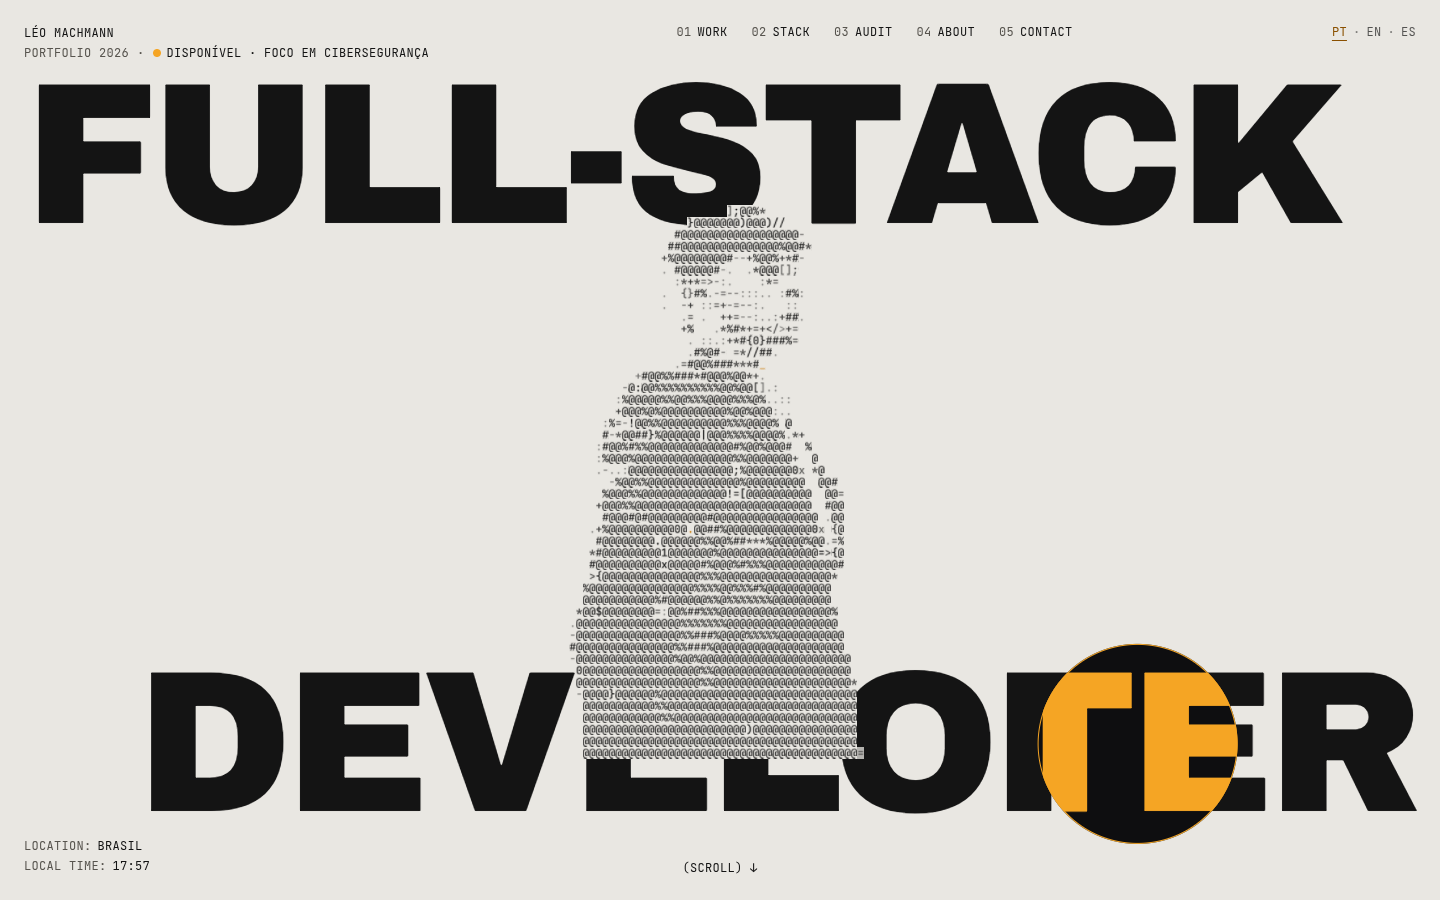 LÉO MACHMANN
PORTFOLIO 2026 · DISPONÍVEL · FOCO EM CIBERSEGURANÇA
01 WORK 02 STACK 03 AUDIT 04 ABOUT 05 CONTACT
PT · EN · ES
FULL-STACK
DEVELOTER
LOCATION: BRASIL
LOCAL TIME: 17:57
(SCROLL) ↓